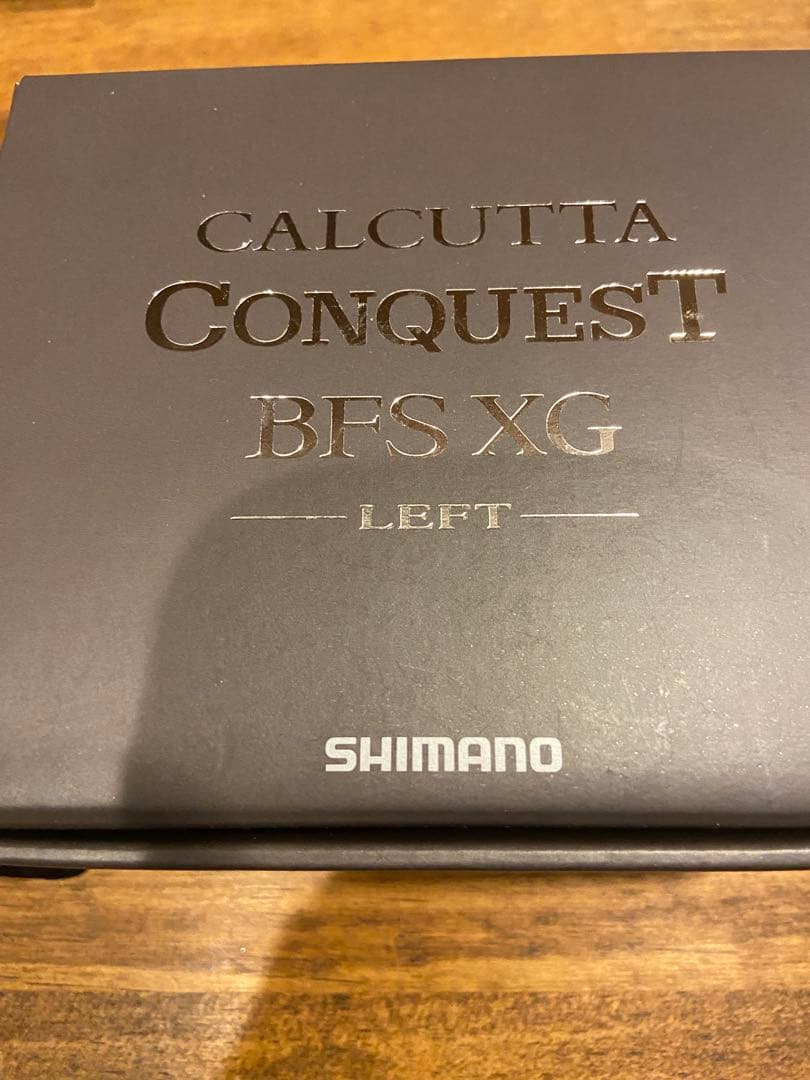 CALCUTTA
CONQUEST
BFS XG
LEFT
SHIMANO